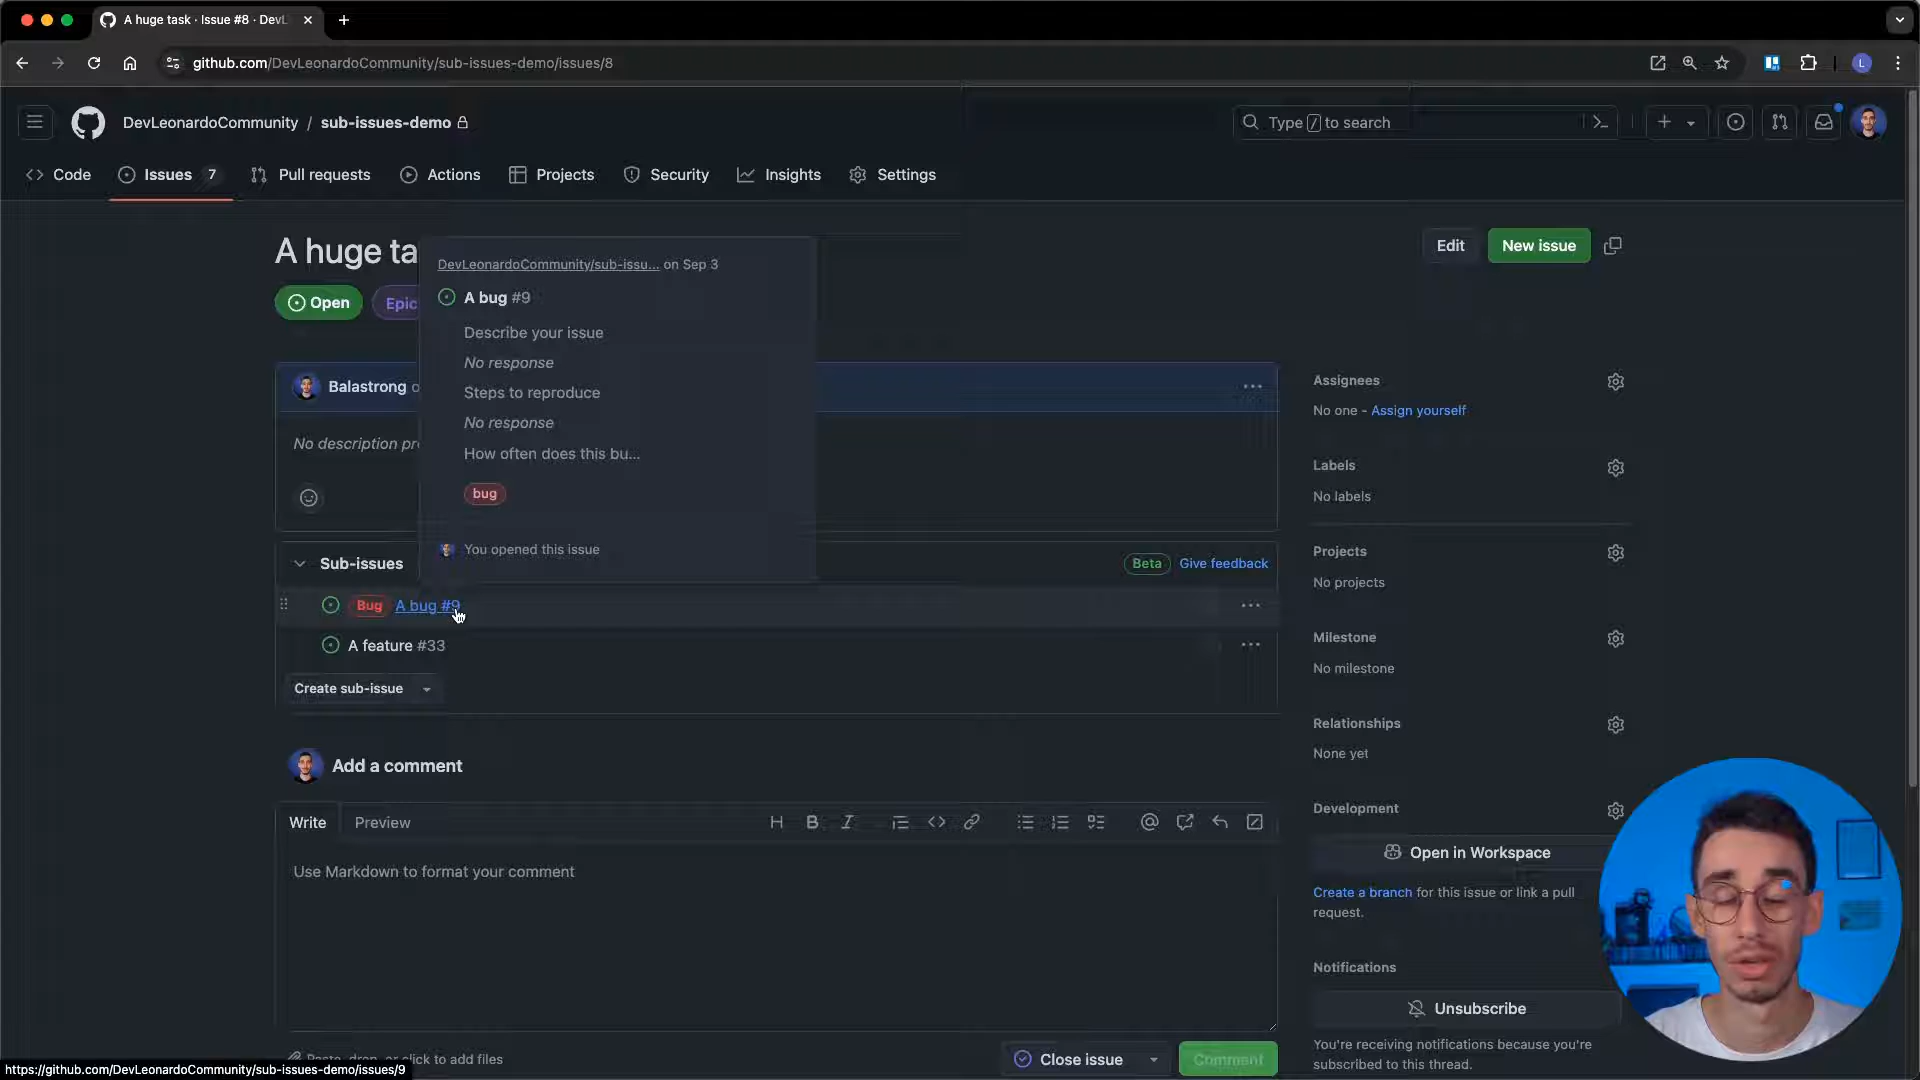 A huge task · Issue #8 · DevL
github.com/DevLeonardoCommunity/sub-issues-demo/issues/8
L
DevLeonardoCommunity / sub-issues-demo
Type / to search
Code
Issues 7
Pull requests
Actions
Projects
Security
Insights
Settings
A huge ta
Edit
New issue
Open
Epic
DevLeonardoCommunity/sub-issu... on Sep 3
A bug #9
Describe your issue
No response
Steps to reproduce
No response
How often does this bu...
bug
You opened this issue
Balastrong o
No description pr
Sub-issues
Beta
Give feedback
Bug A bug #9
A feature #33
Create sub-issue
Add a comment
Write
Preview
H B I
Use Markdown to format your comment
Paste, drop, or click to add files
Close issue
Comment
Assignees
No one - Assign yourself
Labels
No labels
Projects
No projects
Milestone
No milestone
Relationships
None yet
Development
Open in Workspace
Create a branch for this issue or link a pull
request.
Notifications
Unsubscribe
You're receiving notifications because you're
subscribed to this thread.
https://github.com/DevLeonardoCommunity/sub-issues-demo/issues/9